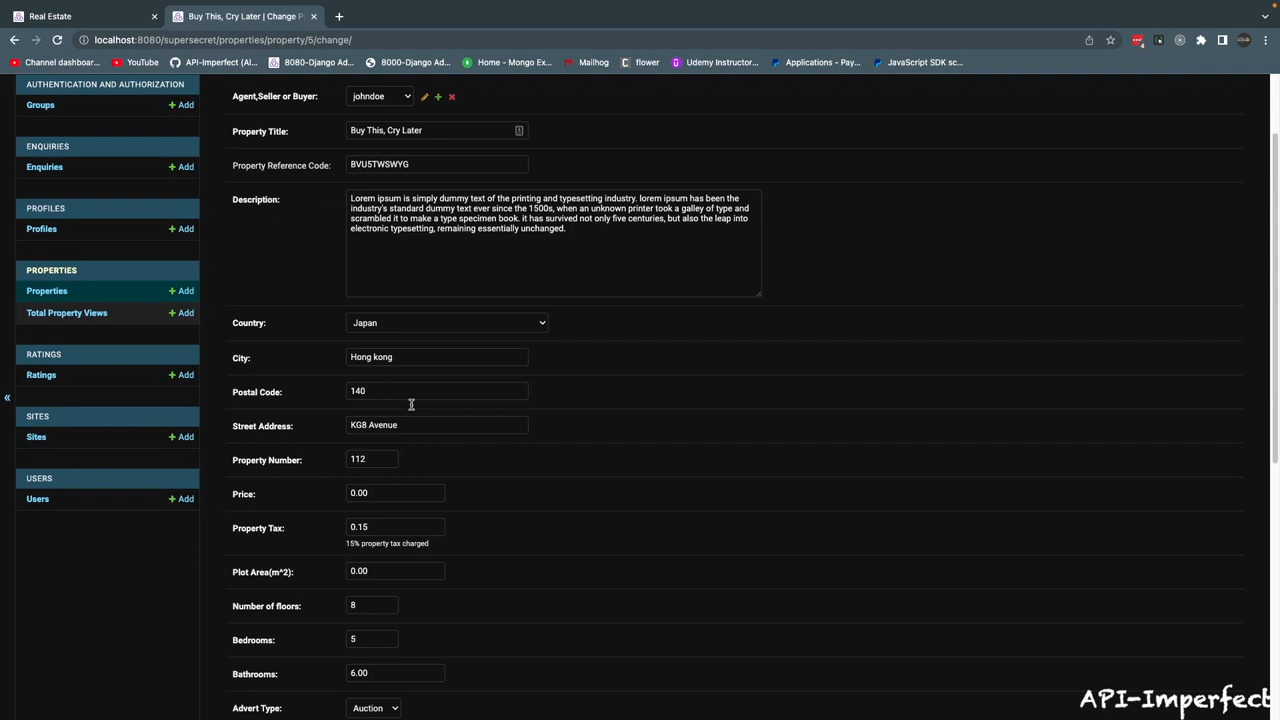 Real Estate
Buy This, Cry Later | Change P
localhost:8080/supersecret/properties/property/5/change/
4
Channel dashboar...
YouTube
API-Imperfect (Al...
8080-Django Ad...
8000-Django Ad...
Home - Mongo Ex...
Mailhog
flower
Udemy Instructor...
Applications - Pay...
JavaScript SDK sc...
AUTHENTICATION AND AUTHORIZATION
Groups
Add
ENQUIRIES
Enquiries
Add
PROFILES
Profiles
Add
PROPERTIES
Properties
Add
Total Property Views
Add
RATINGS
Ratings
Add
SITES
Sites
Add
USERS
Users
Add
Agent,Seller or Buyer:
johndoe
Property Title:
Buy This, Cry Later
Property Reference Code:
BVU5TWSWYG
Description:
Lorem ipsum is simply dummy text of the printing and typesetting industry. lorem ipsum has been the
industry's standard dummy text ever since the 1500s, when an unknown printer took a galley of type and
scrambled it to make a type specimen book. it has survived not only five centuries, but also the leap into
electronic typesetting, remaining essentially unchanged.
Country:
Japan
City:
Hong kong
Postal Code:
140
Street Address:
KG8 Avenue
Property Number:
112
Price:
0.00
Property Tax:
0.15
15% property tax charged
Plot Area(m^2):
0.00
Number of floors:
8
Bedrooms:
5
Bathrooms:
6.00
Advert Type:
Auction
API-Imperfect